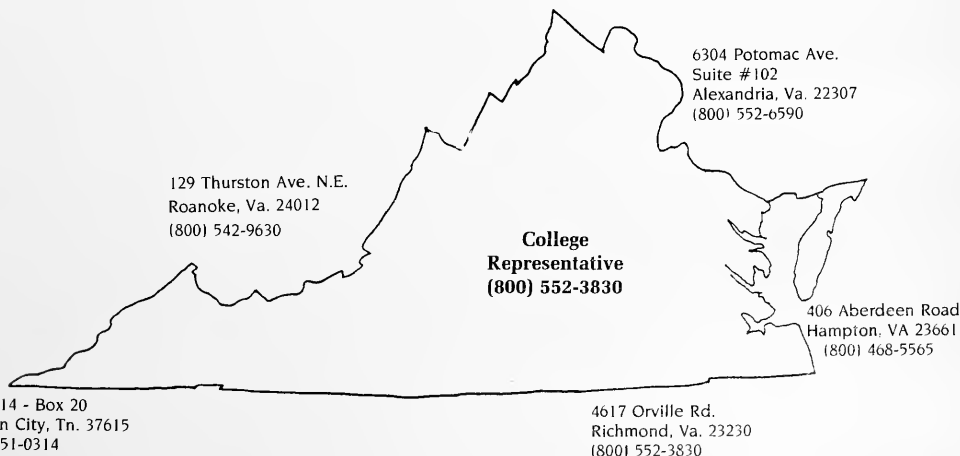 6304 Potomac Ave.
Suite #102
Alexandria, Va. 22307
(800) 552-6590
129 Thurston Ave. N.E.
Roanoke, Va. 24012
(800) 542-9630
College
Representative
(800) 552-3830
406 Aberdeen Road
Hampton, VA 23661
(800) 468-5565
14 - Box 20
n City, Tn. 37615
51-0314
4617 Orville Rd.
Richmond, Va. 23230
(800) 552-3830